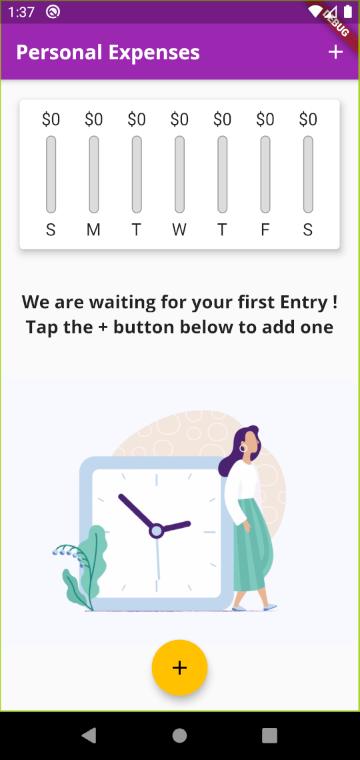 1:37
DEBUG
Personal Expenses +
$0 $0 $0 $0 $0 $0 $0
S M T W T F S
We are waiting for your first Entry !
Tap the + button below to add one
+